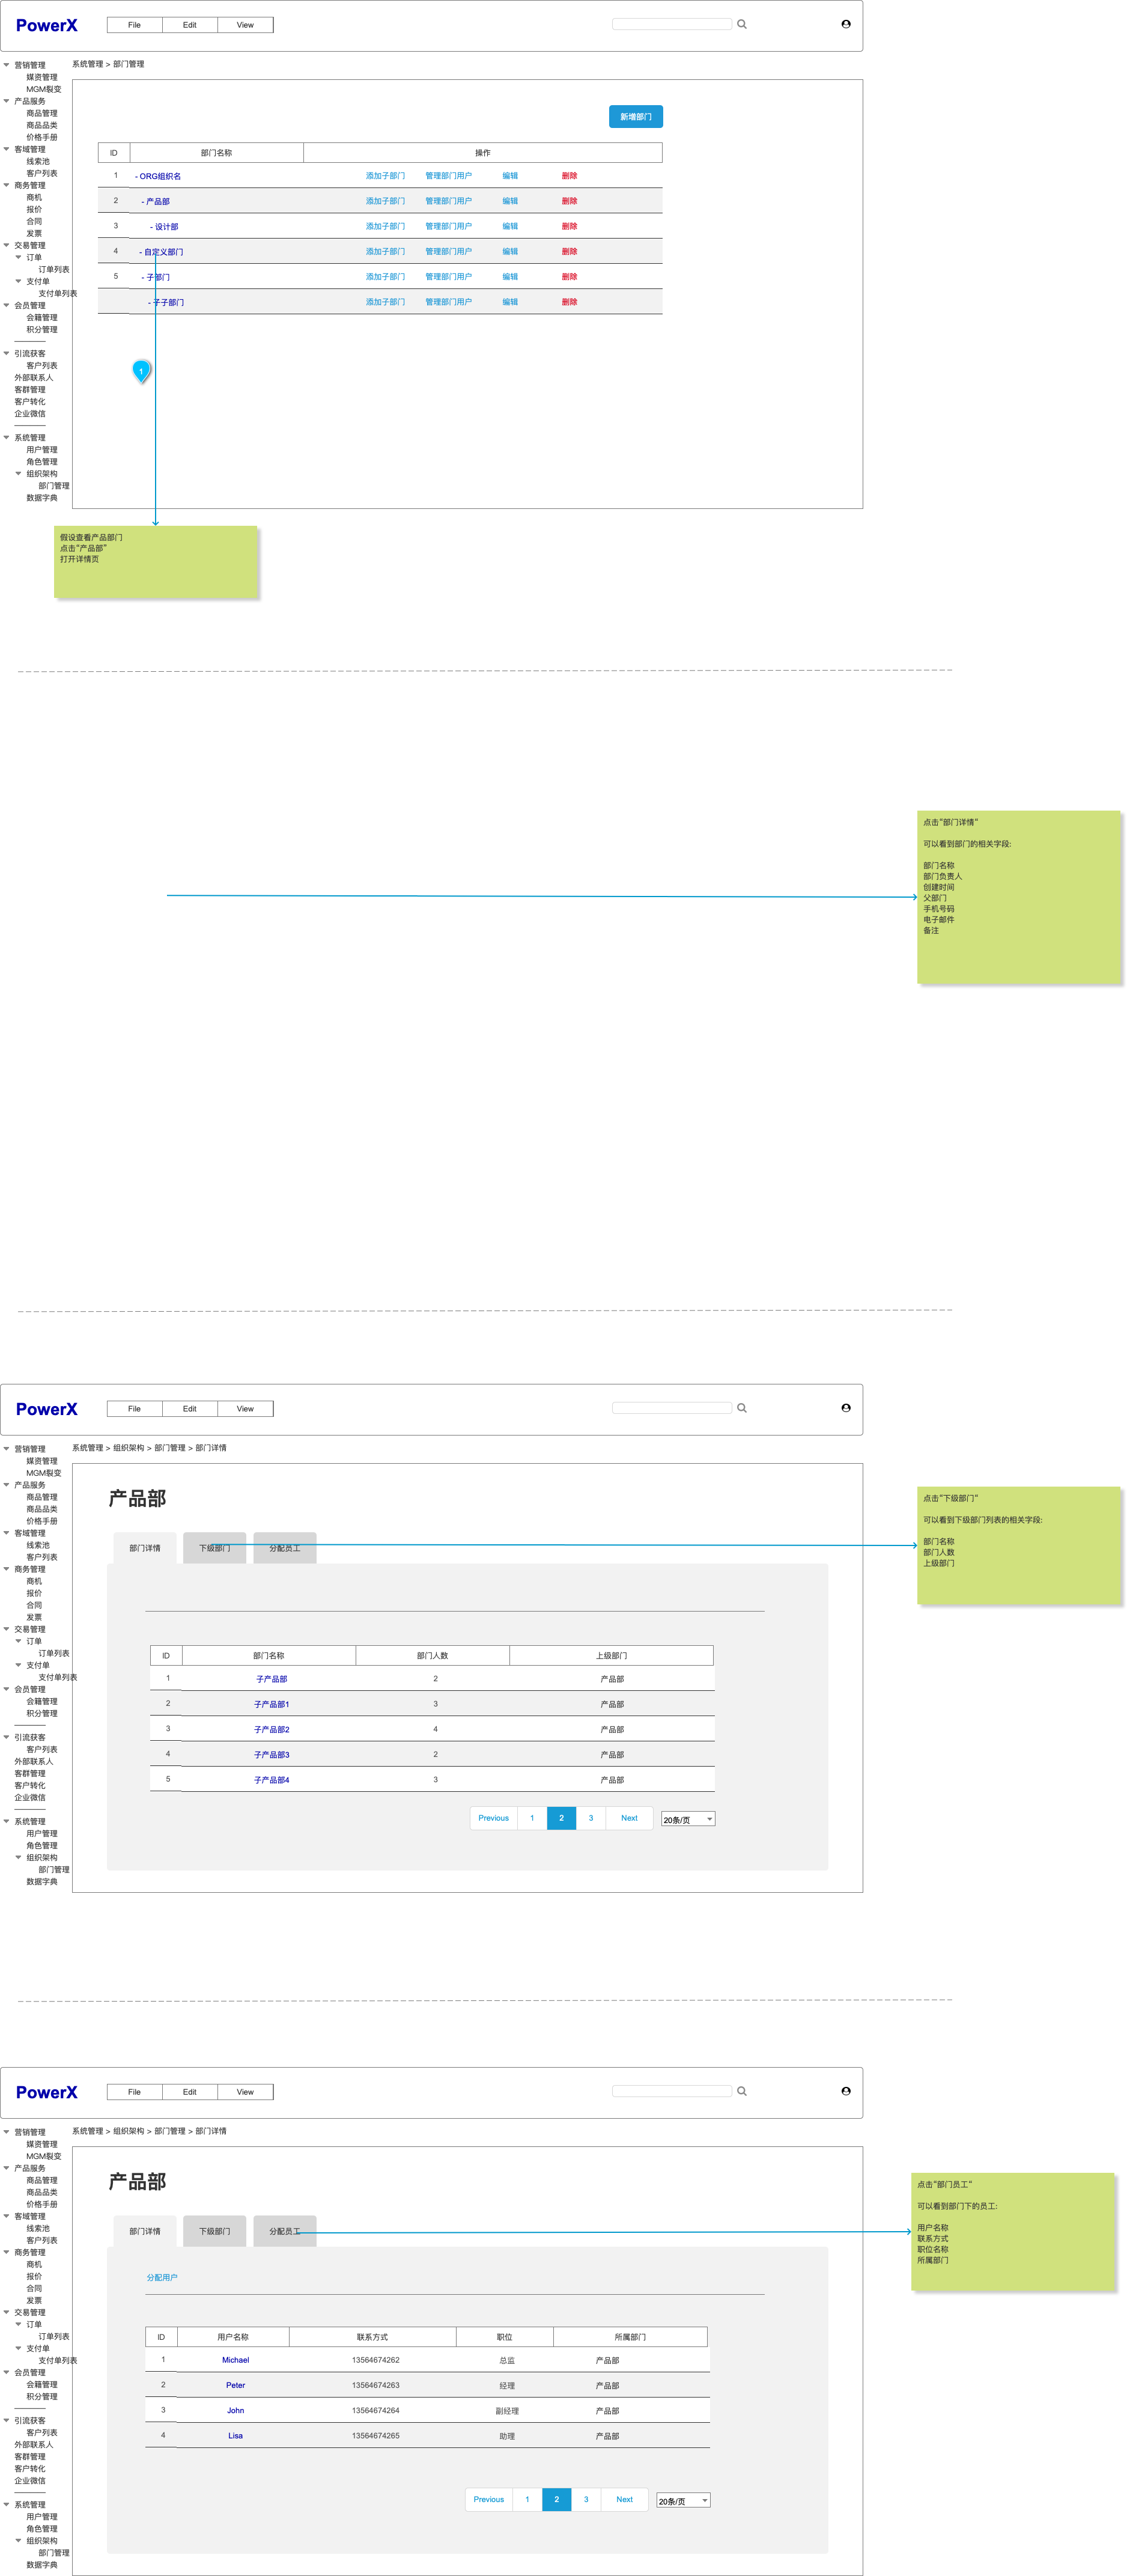 PowerX
File Edit View
系统管理 > 部门管理
营销管理
媒资管理
MGM裂变
产品服务
商品管理
商品品类
价格手册
客域管理
线索池
客户列表
商务管理
商机
报价
合同
发票
交易管理
订单
订单列表
支付单
支付单列表
会员管理
会籍管理
积分管理
引流获客
客户列表
外部联系人
客群管理
客户转化
企业微信
系统管理
用户管理
角色管理
组织架构
部门管理
数据字典
新增部门
ID 部门名称 操作
1 - ORG组织名 添加子部门 管理部门用户 编辑 删除
2 - 产品部 添加子部门 管理部门用户 编辑 删除
3 - 设计部 添加子部门 管理部门用户 编辑 删除
4 - 自定义部门 添加子部门 管理部门用户 编辑 删除
5 - 子部门 添加子部门 管理部门用户 编辑 删除
- 子子部门 添加子部门 管理部门用户 编辑 删除
1
假设查看产品部门
点击“产品部”
打开详情页
点击“部门详情“
可以看到部门的相关字段:
部门名称
部门负责人
创建时间
父部门
手机号码
电子邮件
备注
PowerX
File Edit View
系统管理 > 组织架构 > 部门管理 > 部门详情
营销管理
媒资管理
MGM裂变
产品服务
商品管理
商品品类
价格手册
客域管理
线索池
客户列表
商务管理
商机
报价
合同
发票
交易管理
订单
订单列表
支付单
支付单列表
会员管理
会籍管理
积分管理
引流获客
客户列表
外部联系人
客群管理
客户转化
企业微信
系统管理
用户管理
角色管理
组织架构
部门管理
数据字典
产品部
部门详情 下级部门 分配员工
ID 部门名称 部门人数 上级部门
1 子产品部 2 产品部
2 子产品部1 3 产品部
3 子产品部2 4 产品部
4 子产品部3 2 产品部
5 子产品部4 3 产品部
Previous 1 2 3 Next 20条/页
点击“下级部门“
可以看到下级部门列表的相关字段:
部门名称
部门人数
上级部门
PowerX
File Edit View
系统管理 > 组织架构 > 部门管理 > 部门详情
营销管理
媒资管理
MGM裂变
产品服务
商品管理
商品品类
价格手册
客域管理
线索池
客户列表
商务管理
商机
报价
合同
发票
交易管理
订单
订单列表
支付单
支付单列表
会员管理
会籍管理
积分管理
引流获客
客户列表
外部联系人
客群管理
客户转化
企业微信
系统管理
用户管理
角色管理
组织架构
部门管理
数据字典
产品部
部门详情 下级部门 分配员工
分配用户
ID 用户名称 联系方式 职位 所属部门
1 Michael 13564674262 总监 产品部
2 Peter 13564674263 经理 产品部
3 John 13564674264 副经理 产品部
4 Lisa 13564674265 助理 产品部
Previous 1 2 3 Next 20条/页
点击“部门员工“
可以看到部门下的员工:
用户名称
联系方式
职位名称
所属部门